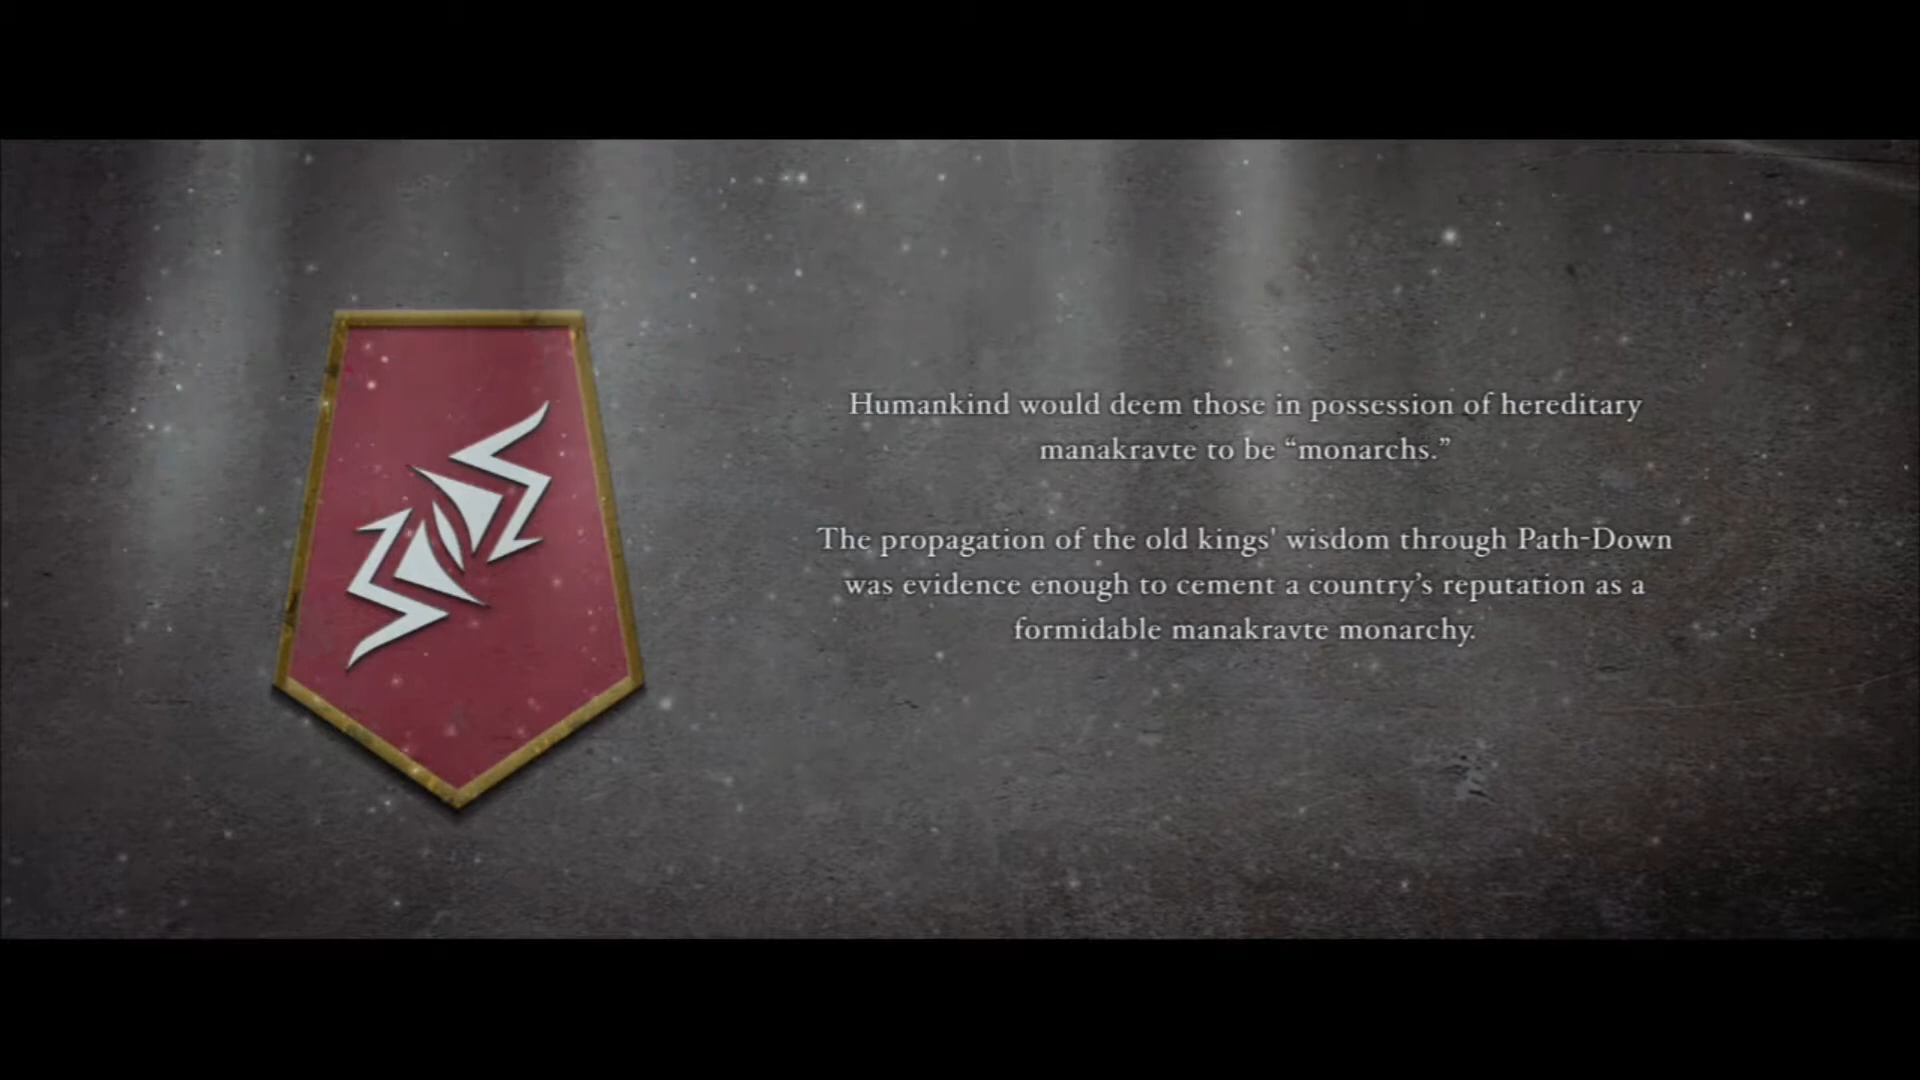 Humankind would deem those in possession of hereditary
manakravte to be “monarchs.”
The propagation of the old kings' wisdom through Path-Down
was evidence enough to cement a country’s reputation as a
formidable manakravte monarchy.